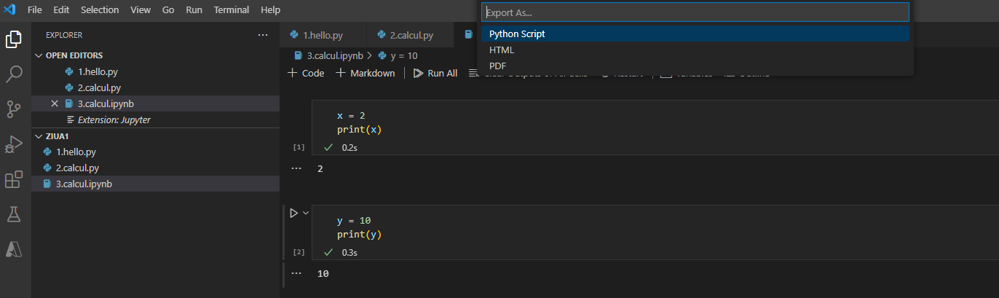 File Edit Selection View Go Run Terminal Help
Export As...
Python Script
HTML
PDF
EXPLORER
OPEN EDITORS
1.hello.py
2.calcul.py
3.calcul.ipynb
Extension: Jupyter
ZIUA1
1.hello.py
2.calcul.py
3.calcul.ipynb
1.hello.py 2.calcul.py
3.calcul.ipynb > y = 10
+ Code + Markdown Run All
x = 2
print(x)
[1] 0.2s
2
y = 10
print(y)
[2] 0.3s
10